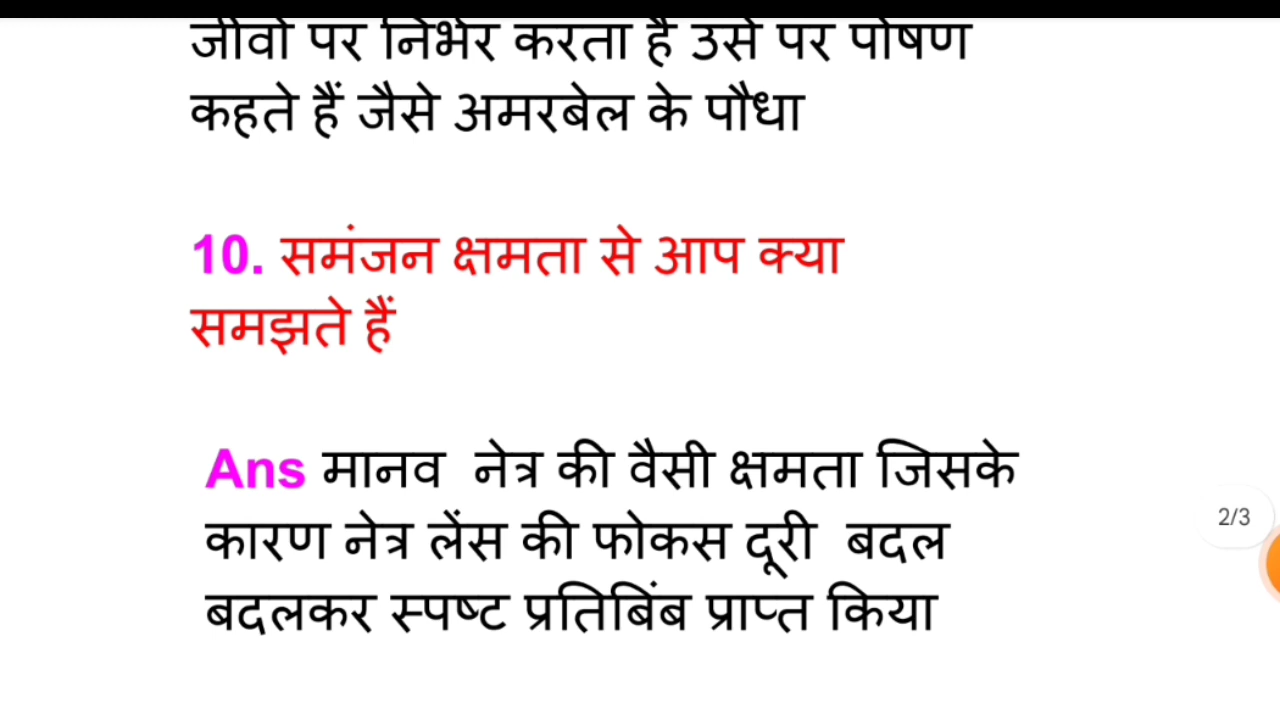 जीवों पर निर्भर करता है उसे पर पोषण
कहते हैं जैसे अमरबेल के पौधा
10. समंजन क्षमता से आप क्या
समझते हैं
Ans मानव नेत्र की वैसी क्षमता जिसके
कारण नेत्र लेंस की फोकस दूरी बदल
2/3
बदलकर स्पष्ट प्रतिबिंब प्राप्त किया